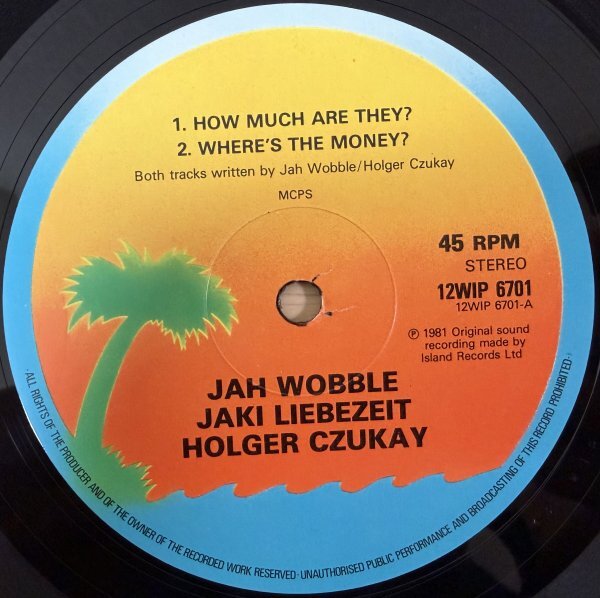 1. HOW MUCH ARE THEY?
2. WHERE'S THE MONEY?
Both tracks written by Jah Wobble/Holger Czukay
MCPS
45 RPM
STEREO
12WIP 6701
12WIP 6701-A
℗ 1981 Original sound
recording made by
Island Records Ltd
JAH WOBBLE
JAKI LIEBEZEIT
HOLGER CZUKAY
·ALL RIGHTS OF THE PRODUCER AND OF THE OWNER OF THE RECORDED WORK RESERVED·UNAUTHORISED PUBLIC PERFORMANCE AND BROADCASTING OF THIS RECORD PROHIBITED·